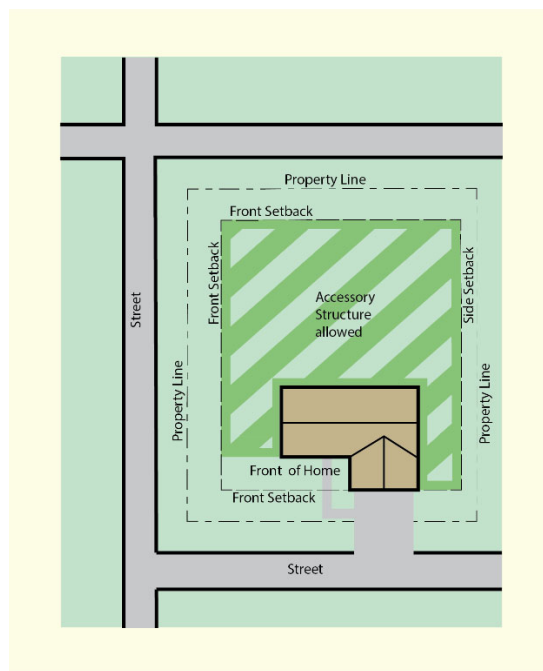 Property Line
Front Setback
Front Setback
Side Setback
Accessory
Structure
allowed
Street
Property Line
Property Line
Front of Home
Front Setback
Street